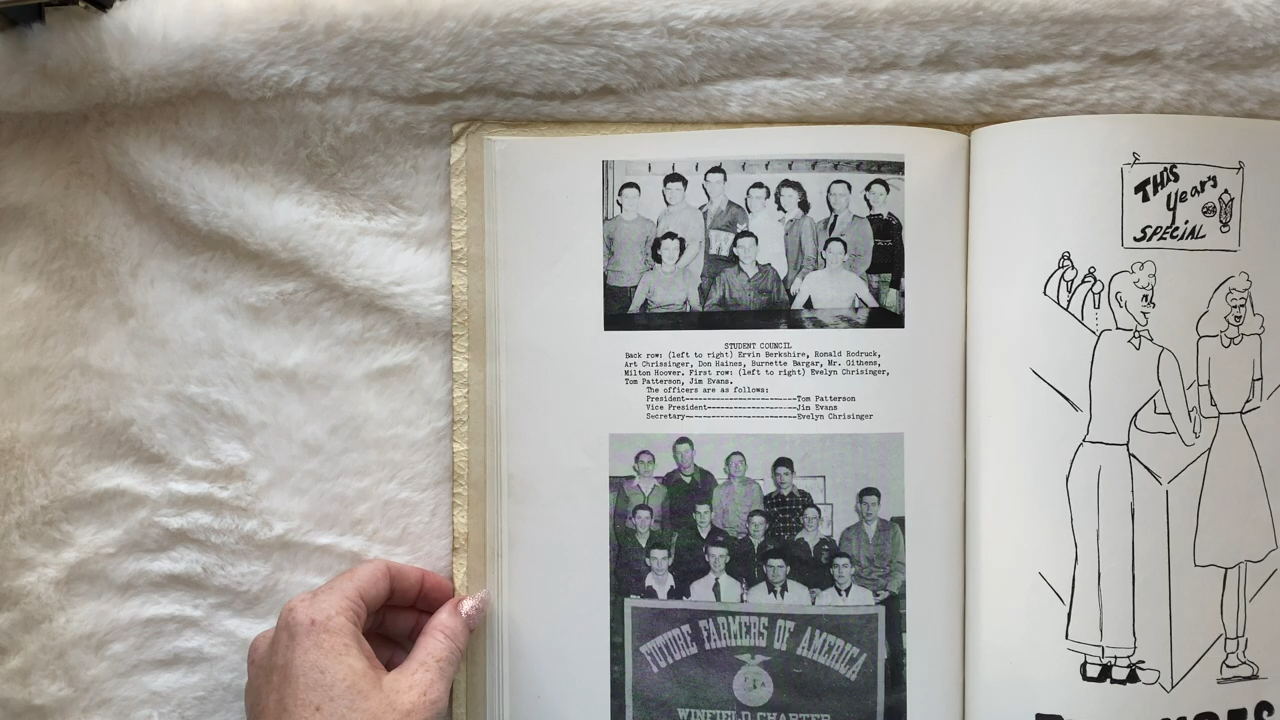 STUDENT COUNCIL
Back row: (left to right) Ervin Berkshire, Ronald Rodruck,
Art Chrissinger, Don Haines, Burnette Bargar, Mr. Githens,
Milton Hoover. First row: (left to right) Evelyn Chrisinger,
Tom Patterson, Jim Evans.
The officers are as follows:
President-----------------------Tom Patterson
Vice President------------------Jim Evans
Secretary-----------------------Evelyn Chrisinger
FUTURE FARMERS OF AMERICA
WINFIELD CHARTER
THIS
Year's
SPECIAL